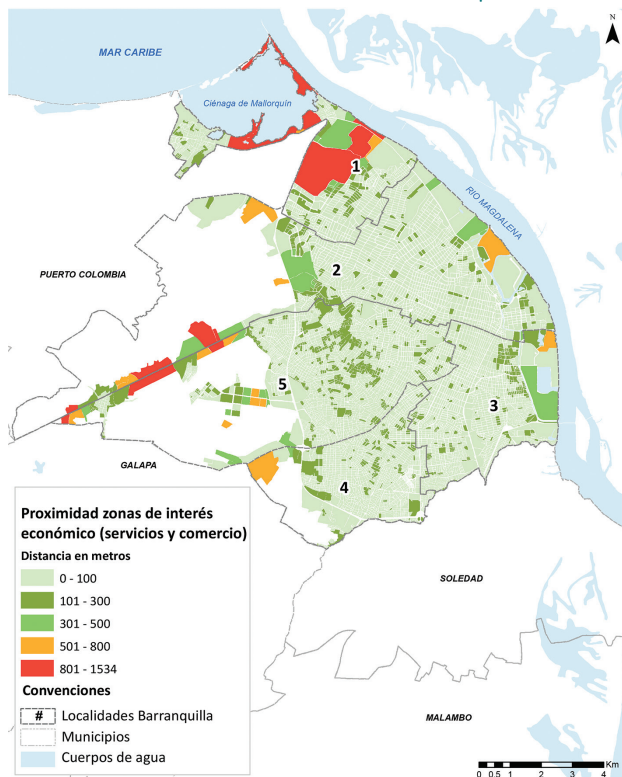 N
MAR CARIBE
Ciénaga de Mallorquín
1
RIO MAGDALENA
PUERTO COLOMBIA
2
5
3
GALAPA
4
Proximidad zonas de interés
económico (servicios y comercio)
Distancia en metros
0 - 100
101 - 300
301 - 500
501 - 800
801 - 1534
Convenciones
# Localidades Barranquilla
Municipios
Cuerpos de agua
SOLEDAD
MALAMBO
Km
0 0.5 1 2 3 4